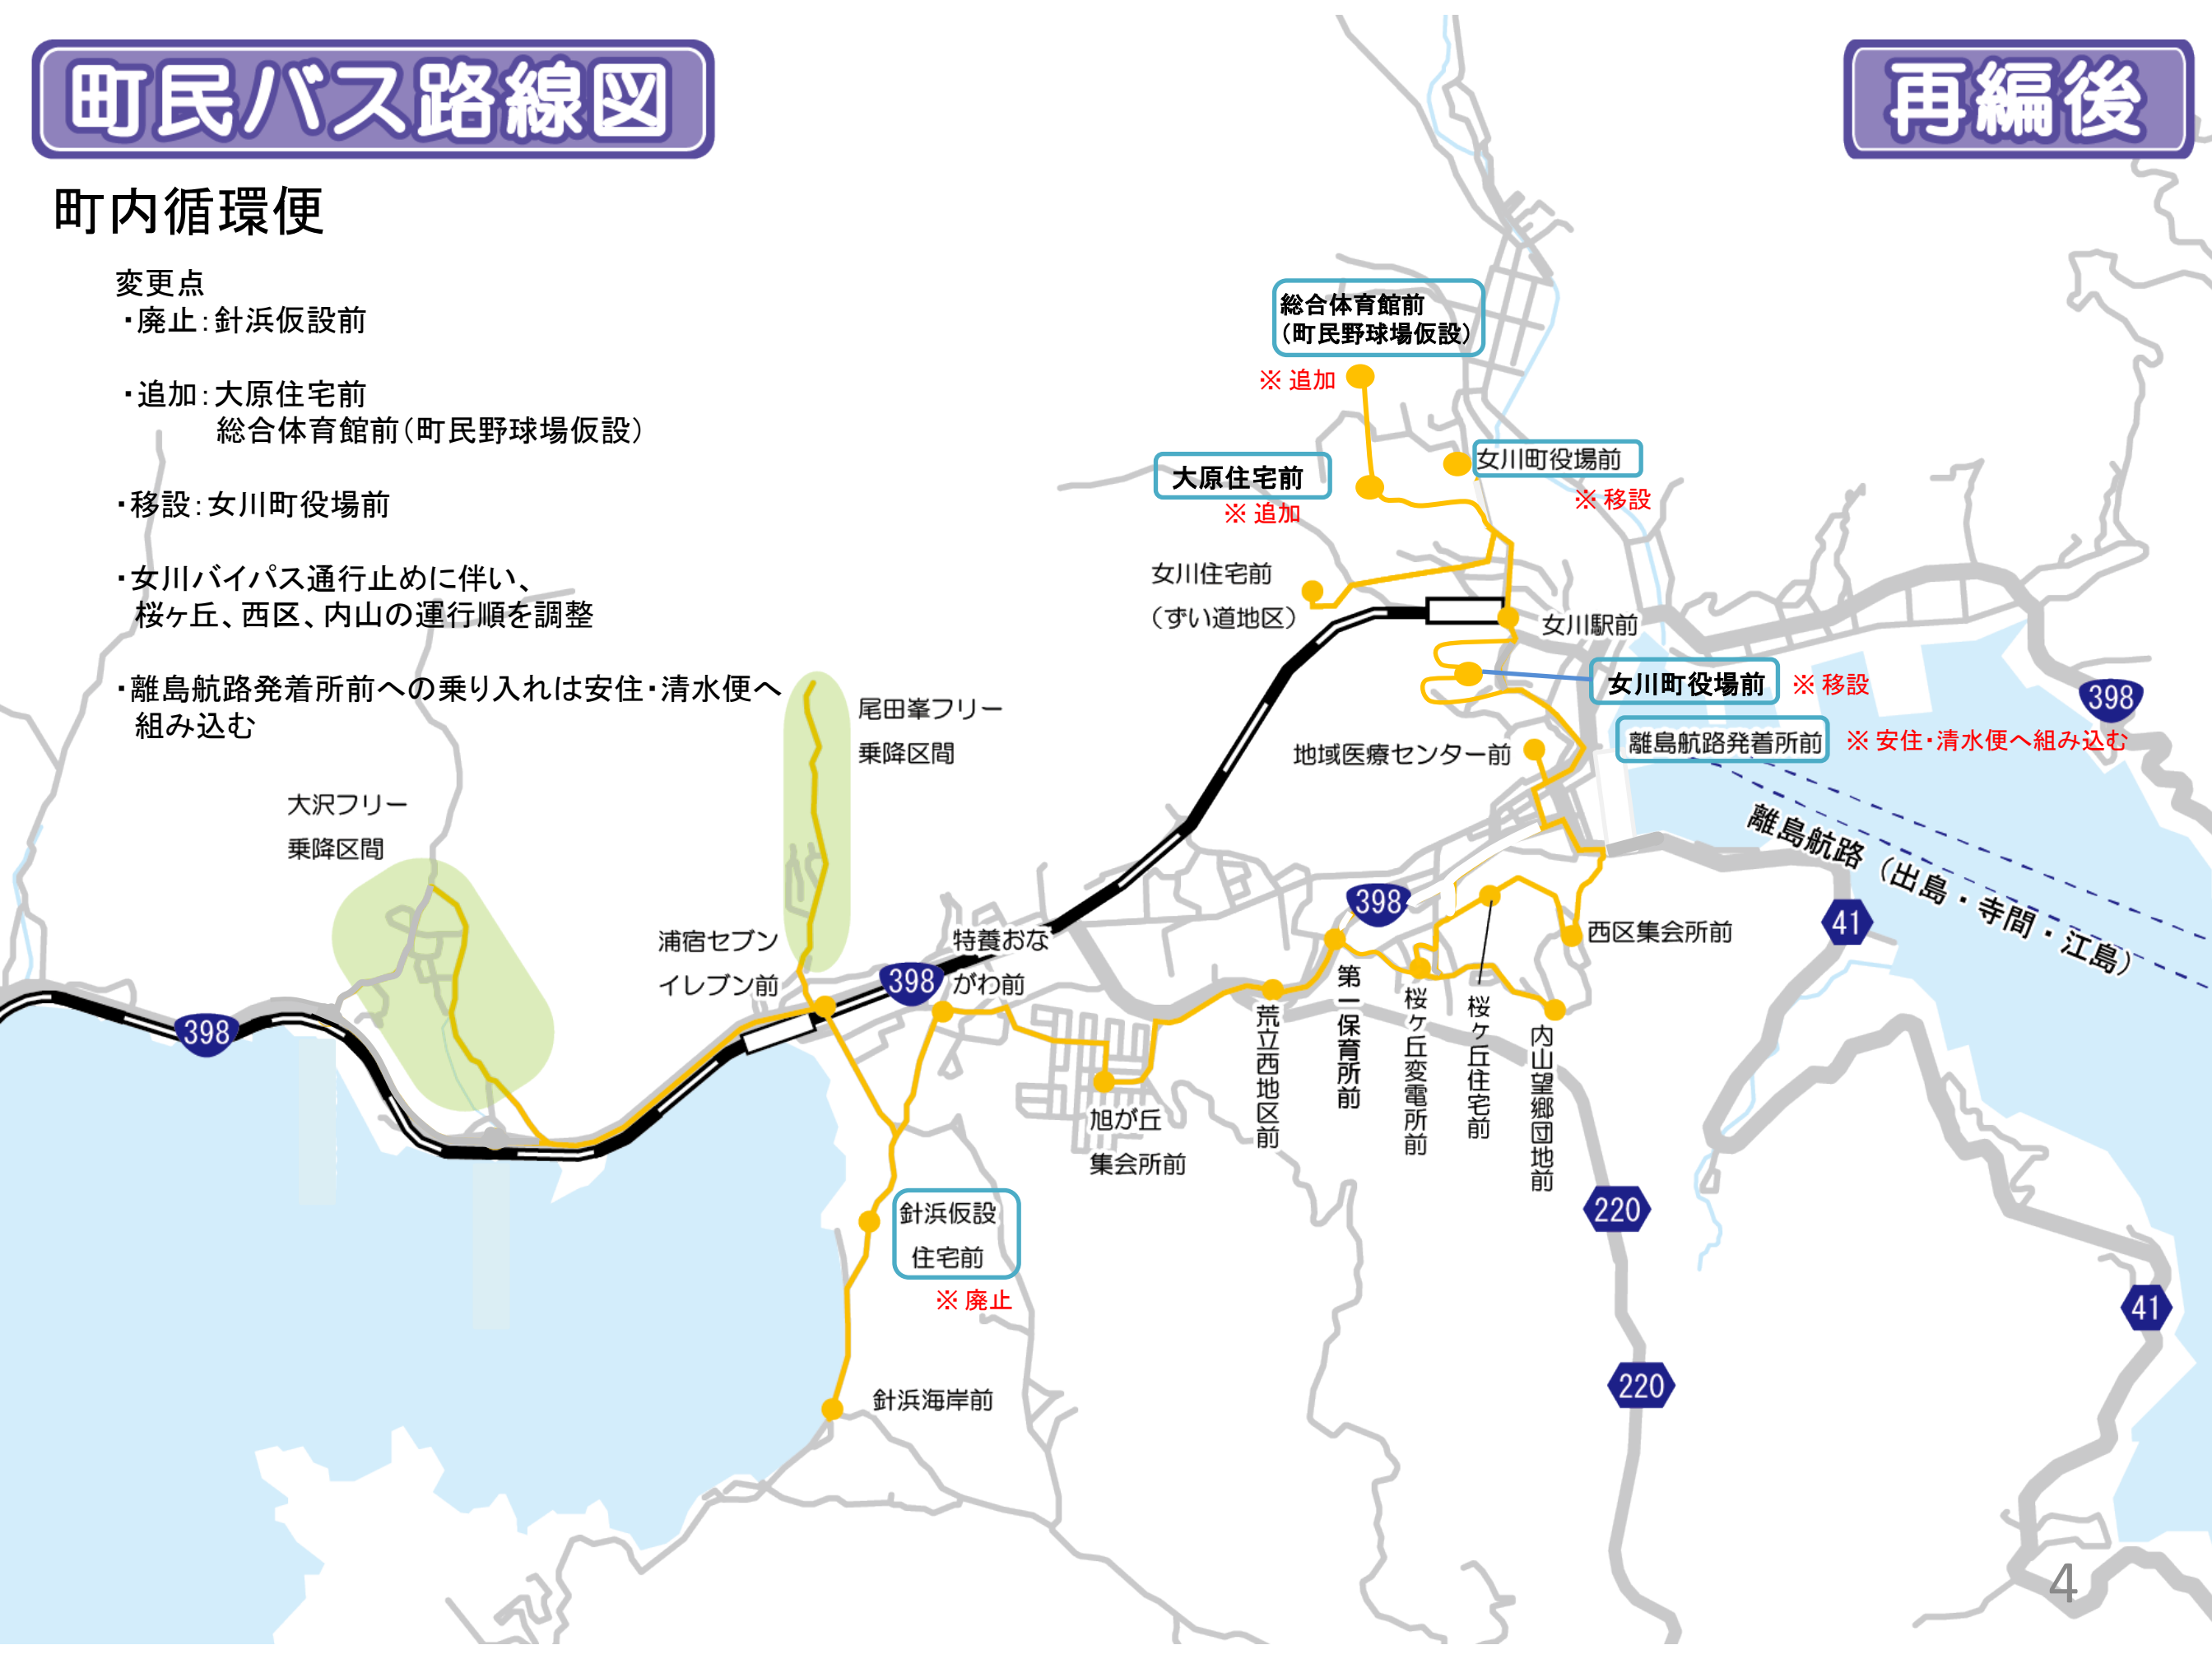 町民バス路線図
再編後
町内循環便
変更点
・廃止：針浜仮設前
・追加：大原住宅前
総合体育館前（町民野球場仮設）
・移設：女川町役場前
・女川バイパス通行止めに伴い、
桜ヶ丘、西区、内山の運行順を調整
・離島航路発着所前への乗り入れは安住・清水便へ
組み込む
総合体育館前
（町民野球場仮設）
※ 追加
大原住宅前
※ 追加
女川町役場前
※ 移設
女川住宅前
（ずい道地区）
女川駅前
女川町役場前
※ 移設
398
離島航路発着所前
※ 安住・清水便へ組み込む
地域医療センター前
離島航路（出島・寺間・江島）
尾田峯フリー
乗降区間
大沢フリー
乗降区間
浦宿セブン
イレブン前
特養おな
がわ前
398
398
398
41
西区集会所前
荒立西地区前
第一保育所前
桜ヶ丘変電所前
桜ヶ丘住宅前
内山望郷団地前
旭が丘
集会所前
針浜仮設
住宅前
※ 廃止
220
41
220
針浜海岸前
4